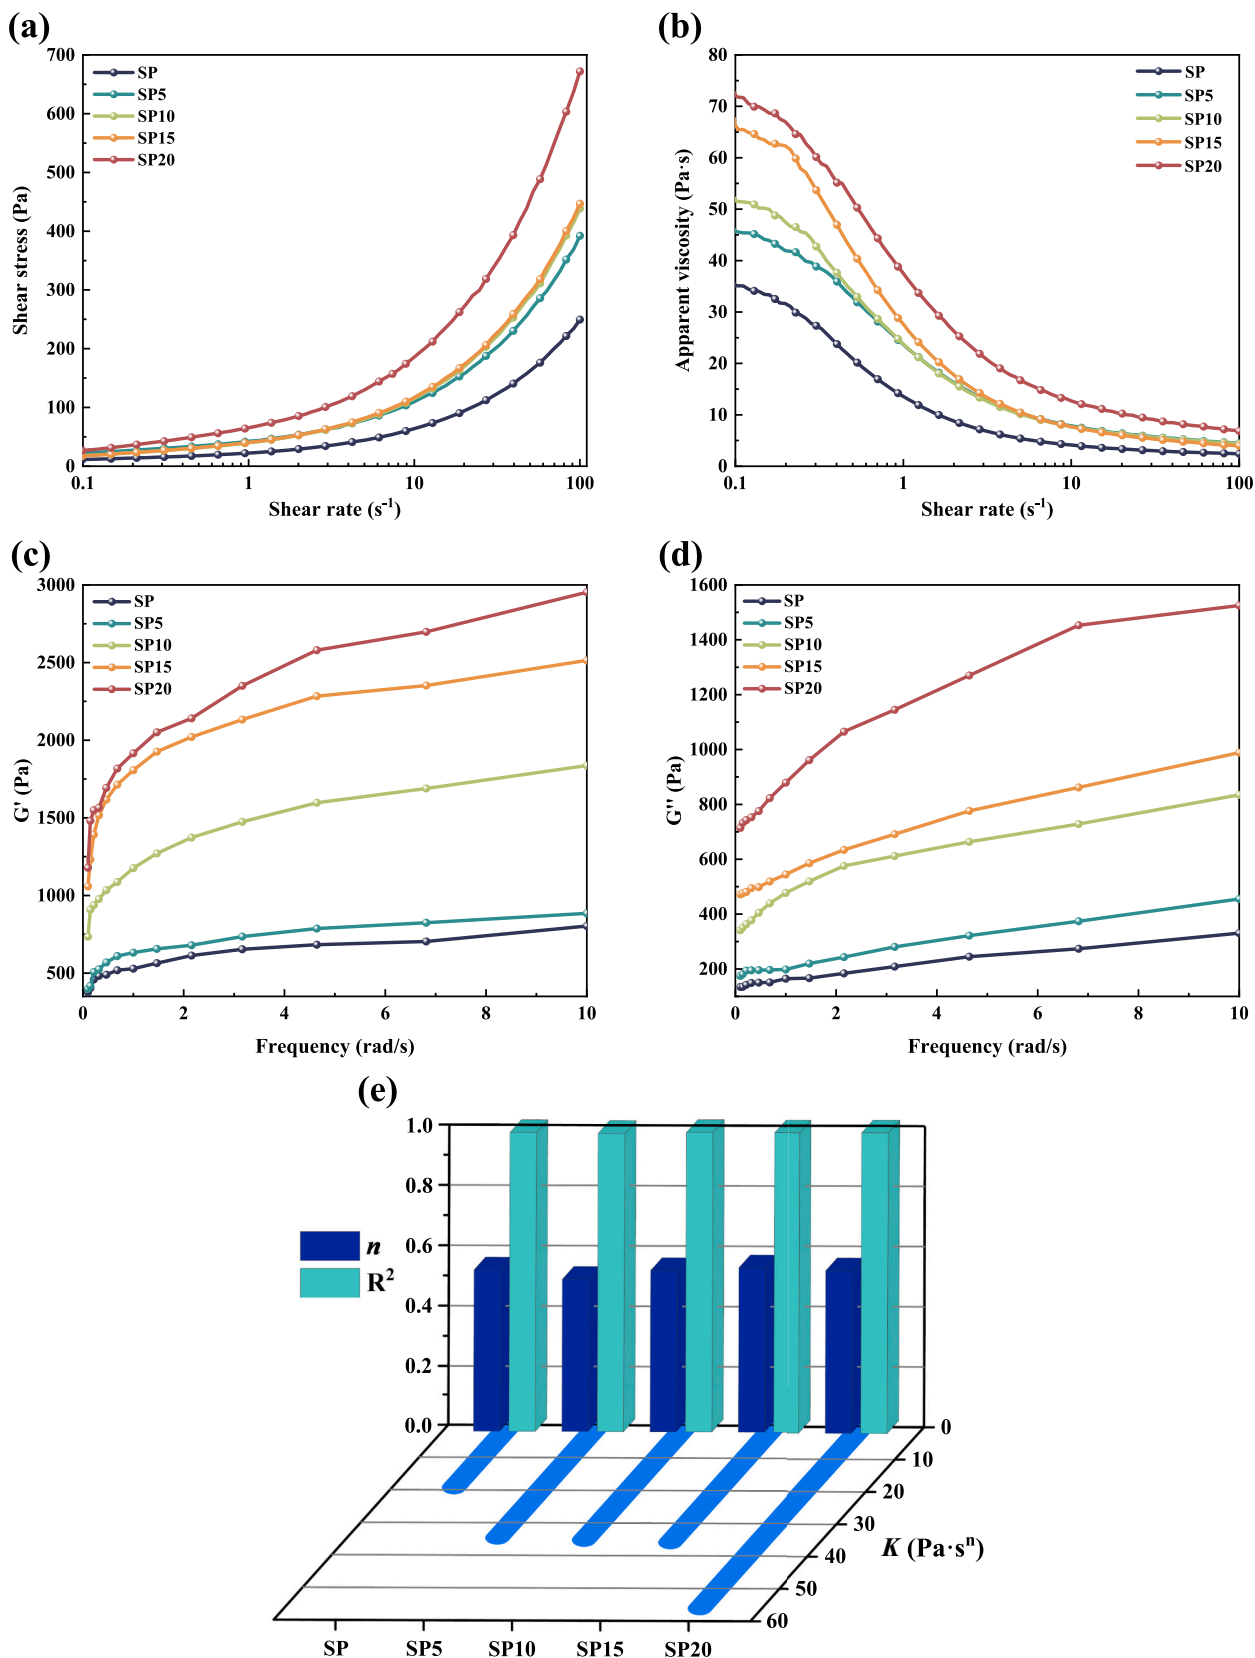 (a)
700
600
500
400
300
200
100
0
Shear stress (Pa)
SP
SP5
SP10
SP15
SP20
0.1
1
10
100
Shear rate (s⁻¹)
(b)
80
70
60
50
40
30
20
10
0
Apparent viscosity (Pa·s)
SP
SP5
SP10
SP15
SP20
0.1
1
10
100
Shear rate (s⁻¹)
(c)
3000
2500
2000
1500
1000
500
G' (Pa)
SP
SP5
SP10
SP15
SP20
0
2
4
6
8
10
Frequency (rad/s)
(d)
1600
1400
1200
1000
800
600
400
200
G'' (Pa)
SP
SP5
SP10
SP15
SP20
0
2
4
6
8
10
Frequency (rad/s)
(e)
1.0
0.8
0.6
0.4
0.2
0.0
n
R²
0
10
20
30
40
50
60
K (Pa·sⁿ)
SP
SP5
SP10
SP15
SP20